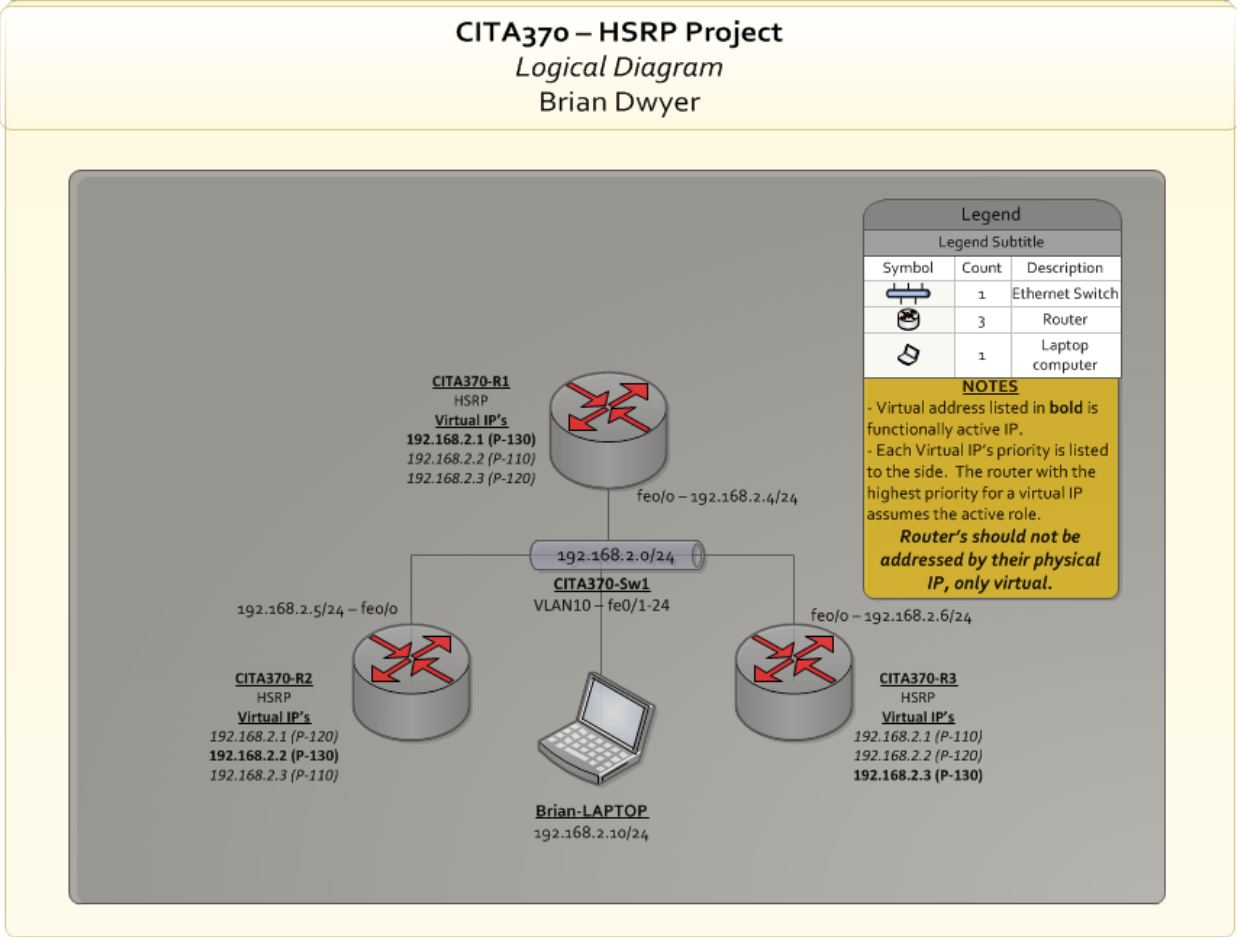 CITA370 – HSRP Project
Logical Diagram
Brian Dwyer
Legend
Legend Subtitle
Symbol Count Description
1 Ethernet Switch
3 Router
1 Laptop
computer
NOTES
- Virtual address listed in bold is
functionally active IP.
- Each Virtual IP's priority is listed
to the side. The router with the
highest priority for a virtual IP
assumes the active role.
Router's should not be
addressed by their physical
IP, only virtual.
CITA370-R1
HSRP
Virtual IP's
192.168.2.1 (P-130)
192.168.2.2 (P-110)
192.168.2.3 (P-120)
fe0/0 – 192.168.2.4/24
192.168.2.0/24
CITA370-Sw1
VLAN10 – fe0/1-24
192.168.2.5/24 – fe0/0
fe0/0 – 192.168.2.6/24
CITA370-R2
HSRP
Virtual IP's
192.168.2.1 (P-120)
192.168.2.2 (P-130)
192.168.2.3 (P-110)
CITA370-R3
HSRP
Virtual IP's
192.168.2.1 (P-110)
192.168.2.2 (P-120)
192.168.2.3 (P-130)
Brian-LAPTOP
192.168.2.10/24